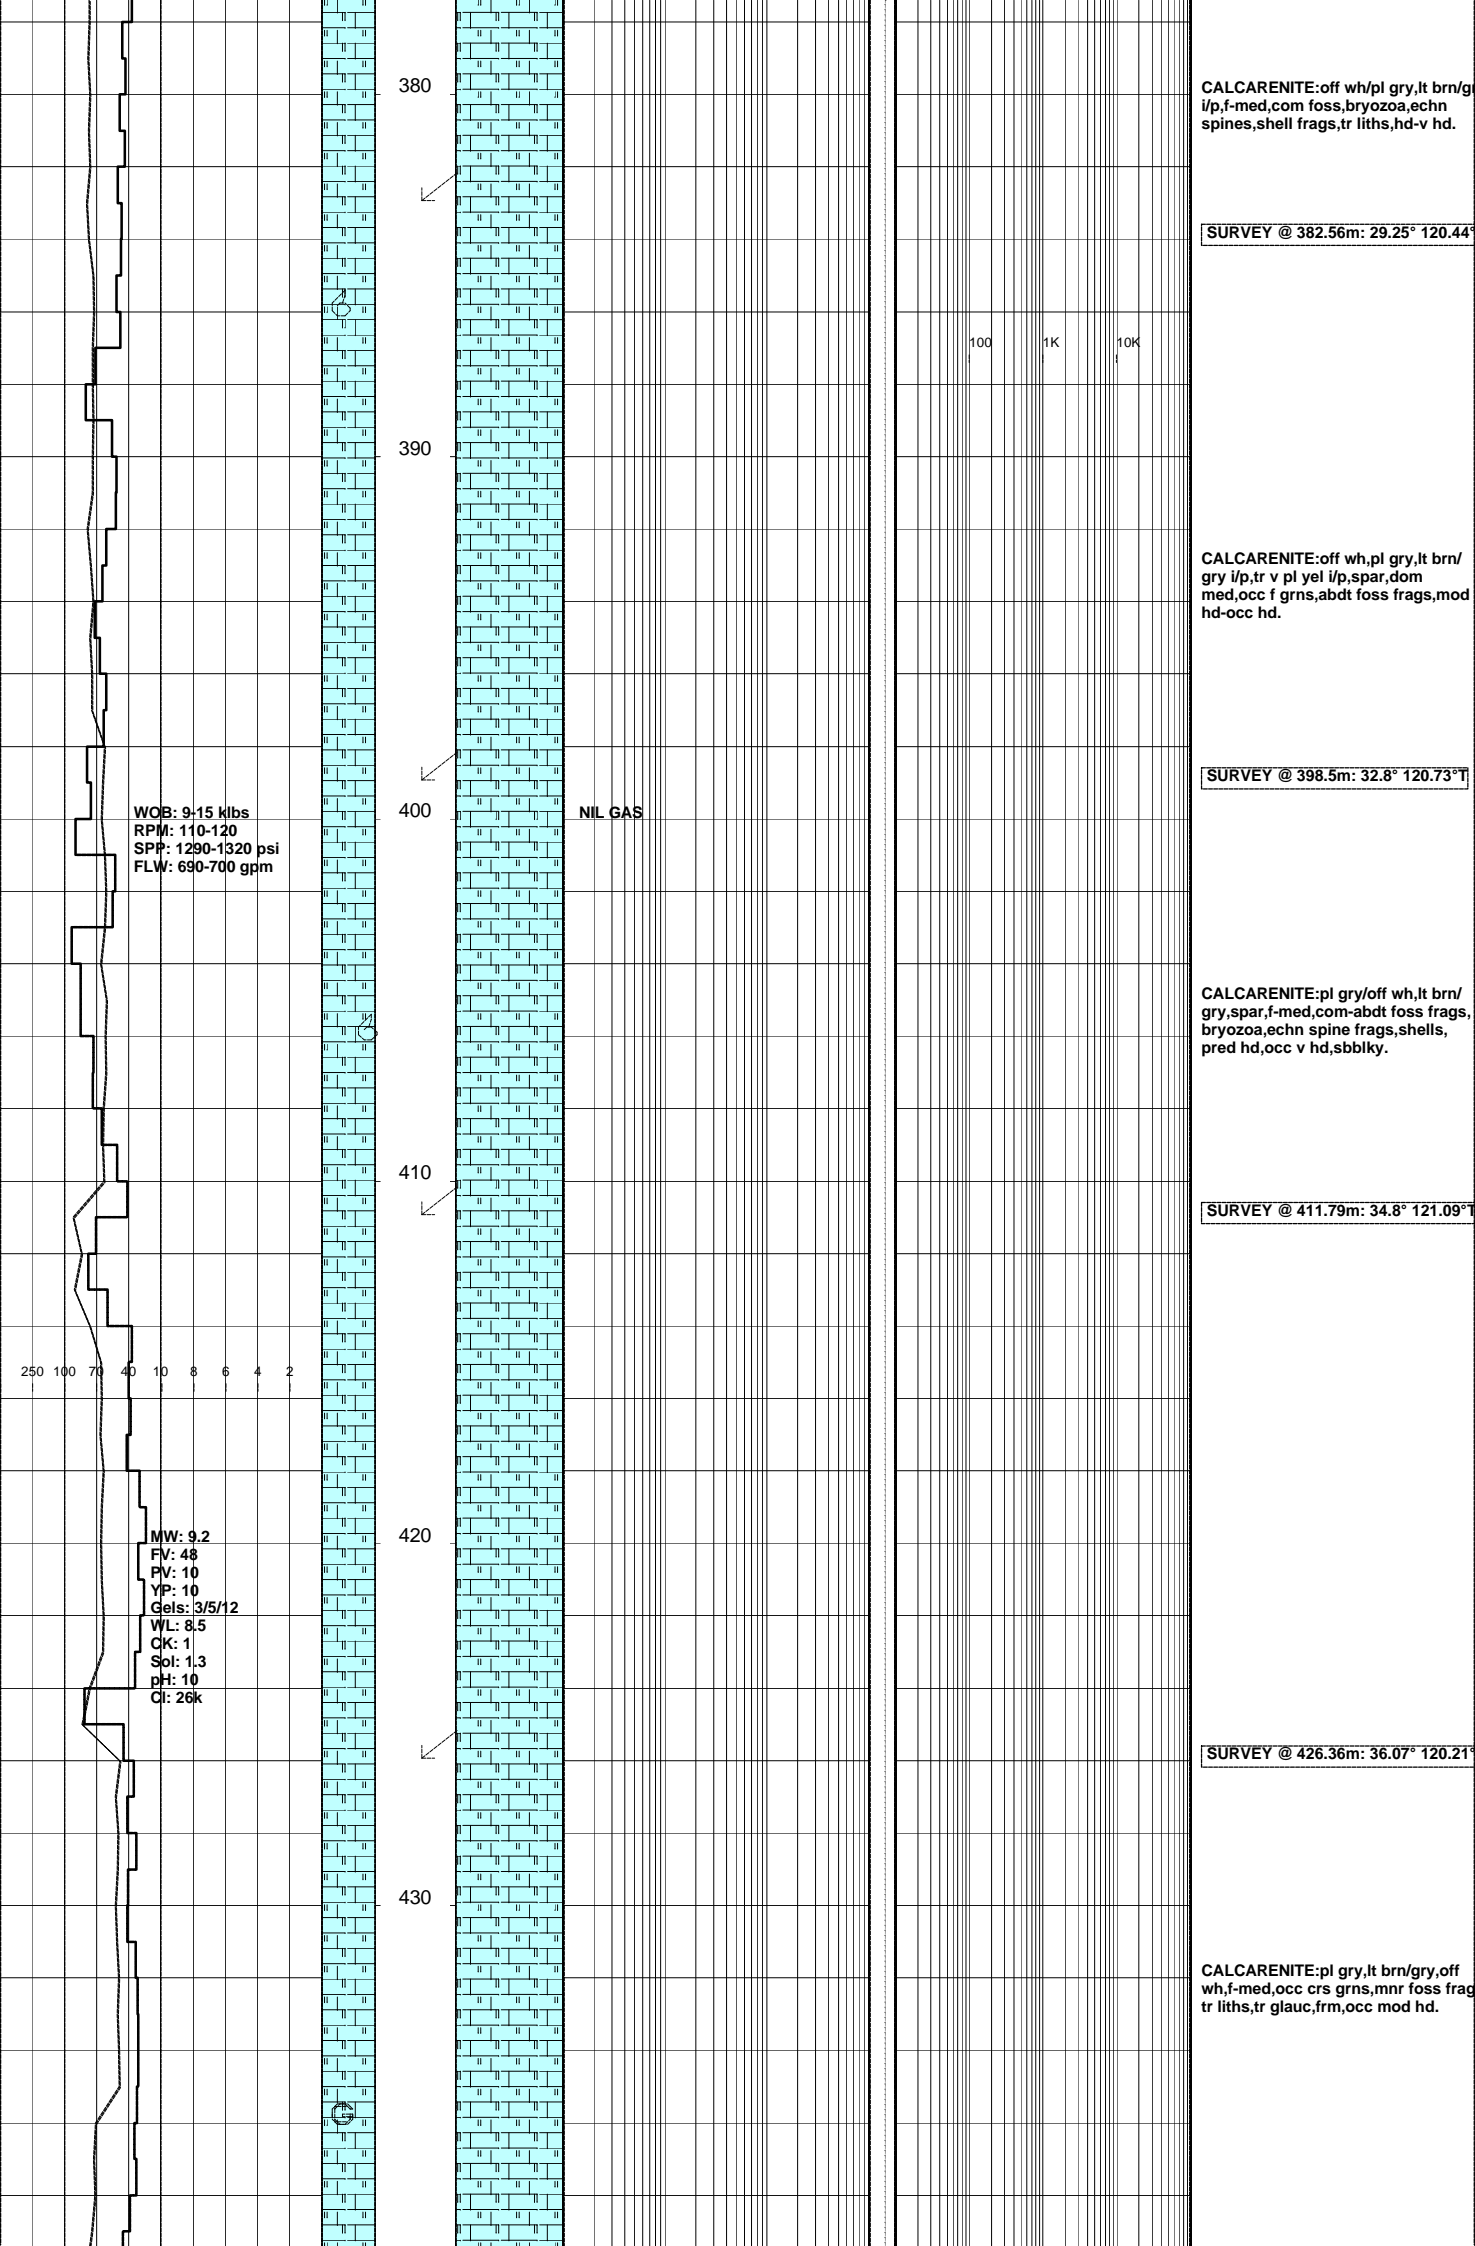 380
CALCARENITE:off wh/pl gry,lt brn/gr
i/p,f-med,com foss,bryozoa,echn
spines,shell frags,tr liths,hd-v hd.
SURVEY @ 382.56m: 29.25° 120.44°
100 1K 10K
390
CALCARENITE:off wh,pl gry,lt brn/
gry i/p,tr v pl yel i/p,spar,dom
med,occ f grns,abdt foss frags,mod
hd-occ hd.
SURVEY @ 398.5m: 32.8° 120.73°T
WOB: 9-15 klbs
RPM: 110-120
SPP: 1290-1320 psi
FLW: 690-700 gpm
400
NIL GAS
CALCARENITE:pl gry/off wh,lt brn/
gry,spar,f-med,com-abdt foss frags,
bryozoa,echn spine frags,shells,
pred hd,occ v hd,sbblky.
410
SURVEY @ 411.79m: 34.8° 121.09°T
250 100 70 40 10 8 6 4 2
MW: 9.2
FV: 48
PV: 10
YP: 10
Gels: 3/5/12
WL: 8.5
CK: 1
Sol: 1.3
pH: 10
Cl: 26k
420
SURVEY @ 426.36m: 36.07° 120.21°
430
CALCARENITE:pl gry,lt brn/gry,off
wh,f-med,occ crs grns,mnr foss frag
tr liths,tr glauc,frm,occ mod hd.
G